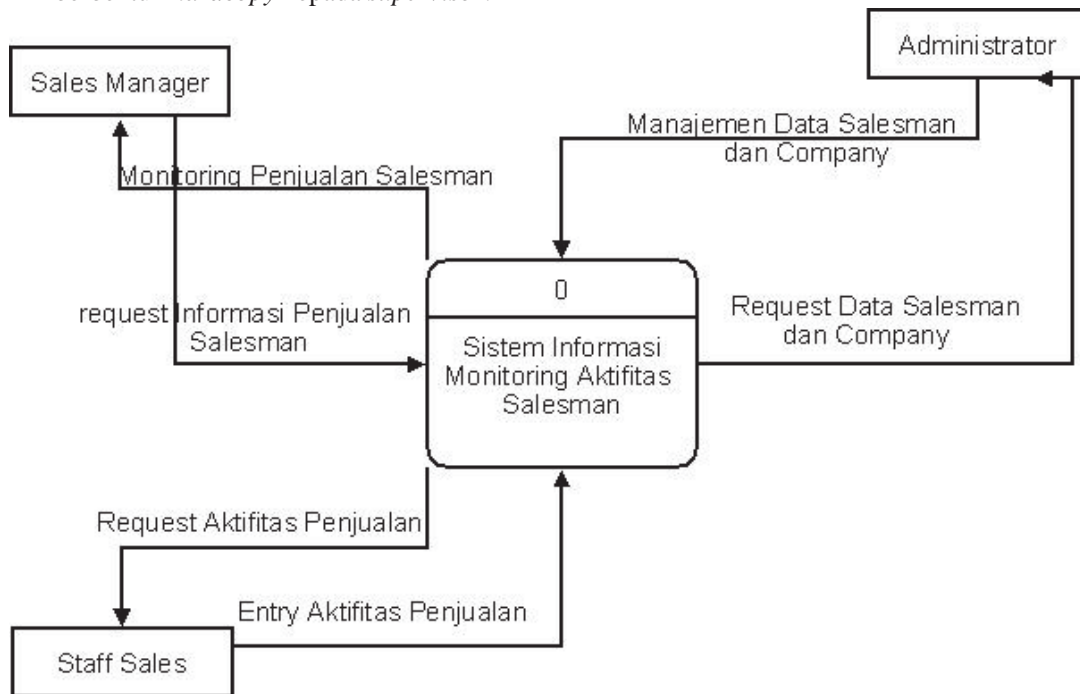 Administrator
Sales Manager
Manajemen Data Salesman
dan Company
Monitoring Penjualan Salesman
0
request Informasi Penjualan
Salesman
Request Data Salesman
dan Company
Sistem Informasi
Monitoring Aktifitas
Salesman
Request Aktifitas Penjualan
Entry Aktifitas Penjualan
Staff Sales